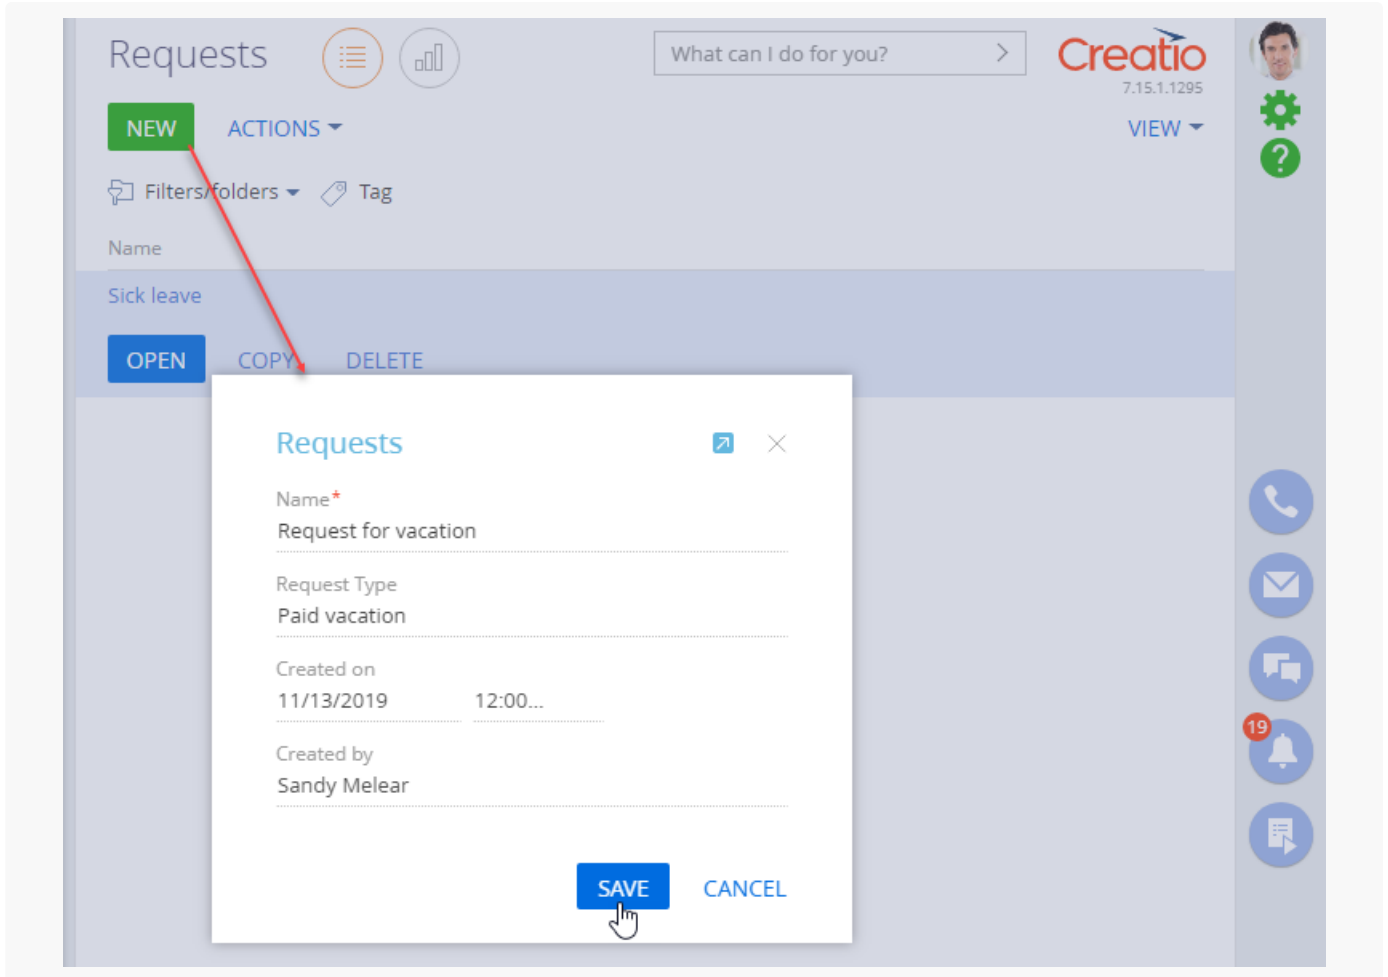 Requests
What can I do for you?
Creatio
7.15.1.1295
NEW ACTIONS
VIEW
Filters/folders Tag
Name
Sick leave
OPEN COPY DELETE
Requests
Name*
Request for vacation
Request Type
Paid vacation
Created on
11/13/2019 12:00...
Created by
Sandy Melear
SAVE CANCEL
?
19